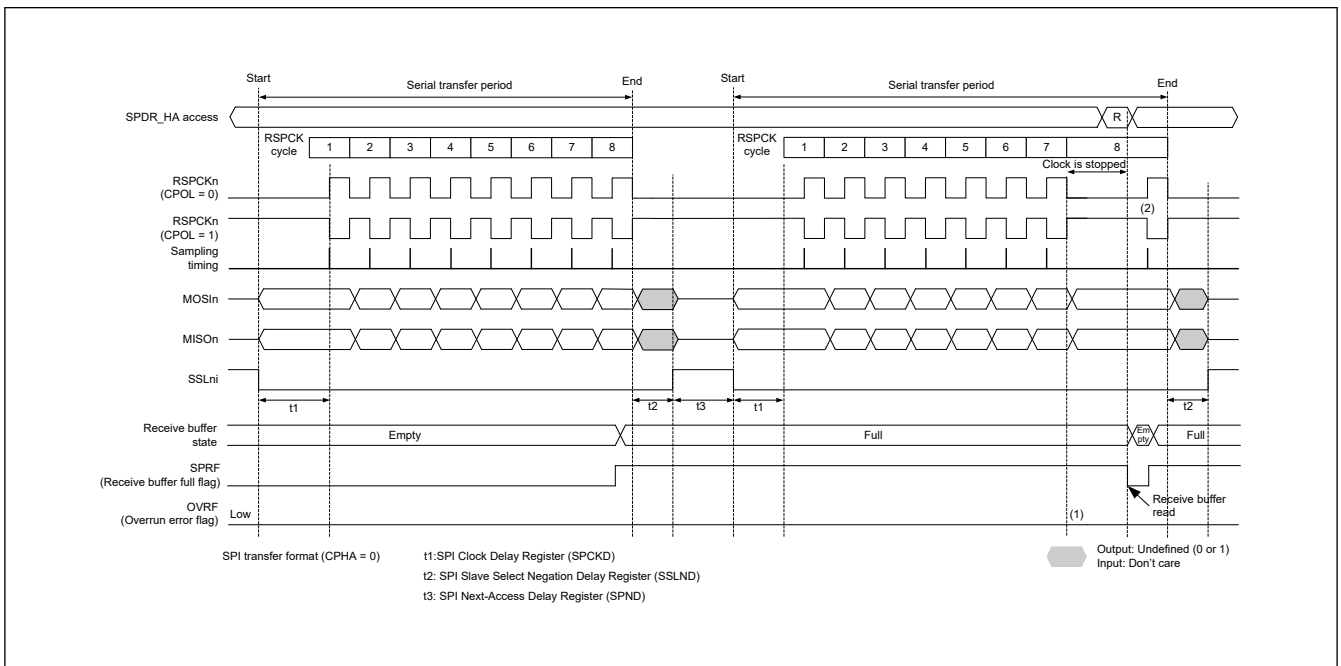 Start
Serial transfer period
End
Start
Serial transfer period
End
SPDR_HA access
R
RSPCK
cycle
1 2 3 4 5 6 7 8
RSPCK
cycle
1 2 3 4 5 6 7 8
Clock is stopped
RSPCKn
(CPOL = 0)
(2)
RSPCKn
(CPOL = 1)
Sampling
timing
MOSIn
MISOn
SSLni
t1
t2
t3
t1
t2
Receive buffer
state
Empty
Full
Em
pty
Full
SPRF
(Receive buffer full flag)
Receive buffer
read
OVRF
(Overrun error flag)
Low
(1)
SPI transfer format (CPHA = 0)
t1:SPI Clock Delay Register (SPCKD)
t2: SPI Slave Select Negation Delay Register (SSLND)
t3: SPI Next-Access Delay Register (SPND)
Output: Undefined (0 or 1)
Input: Don't care